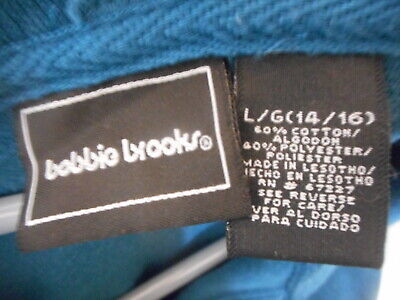 bobbie brooks®
L/G(14/16)
60% COTTON/
ALGODON
40% POLYESTER/
POLIESTER
MADE IN LESOTHO/
HECHO EN LESOTHO
RN # 67227
SEE REVERSE
FOR CARE/
VER AL DORSO
PARA CUIDADO